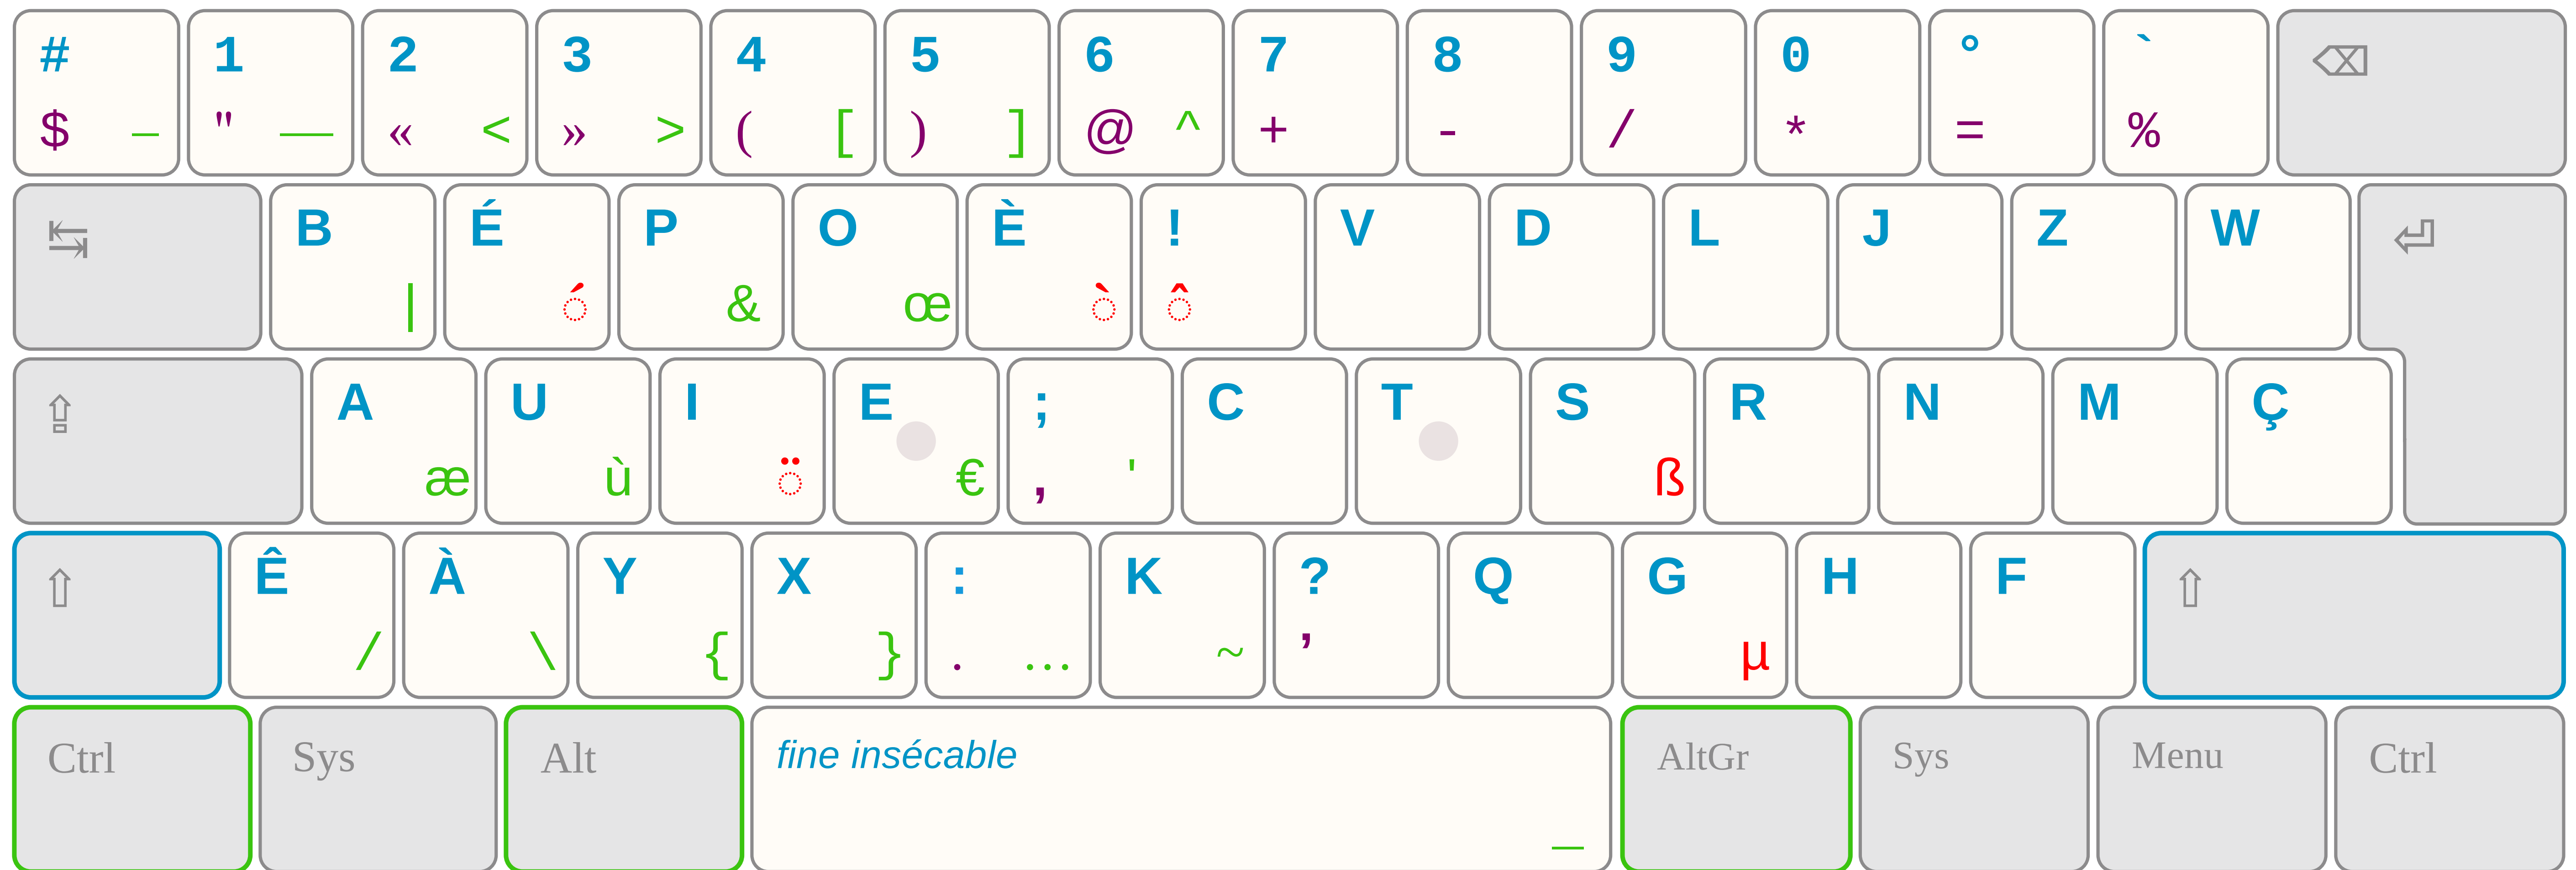 # 1 2 3 4 5 6 7 8 9 0 ° `
$ – " — « < » > ( [ ) ] @ ^ + - / * = %
B É P O È ! V D L J Z W
| ◌́ & œ ◌̀ ◌̂
A U I E ; C T S R N M Ç
æ ù ◌̈ € , ' ß
Ê À Y X : K ? Q G H F
/ \ { } . … ~ ’ µ
Ctrl Sys Alt fine insécable AltGr Sys Menu Ctrl
_